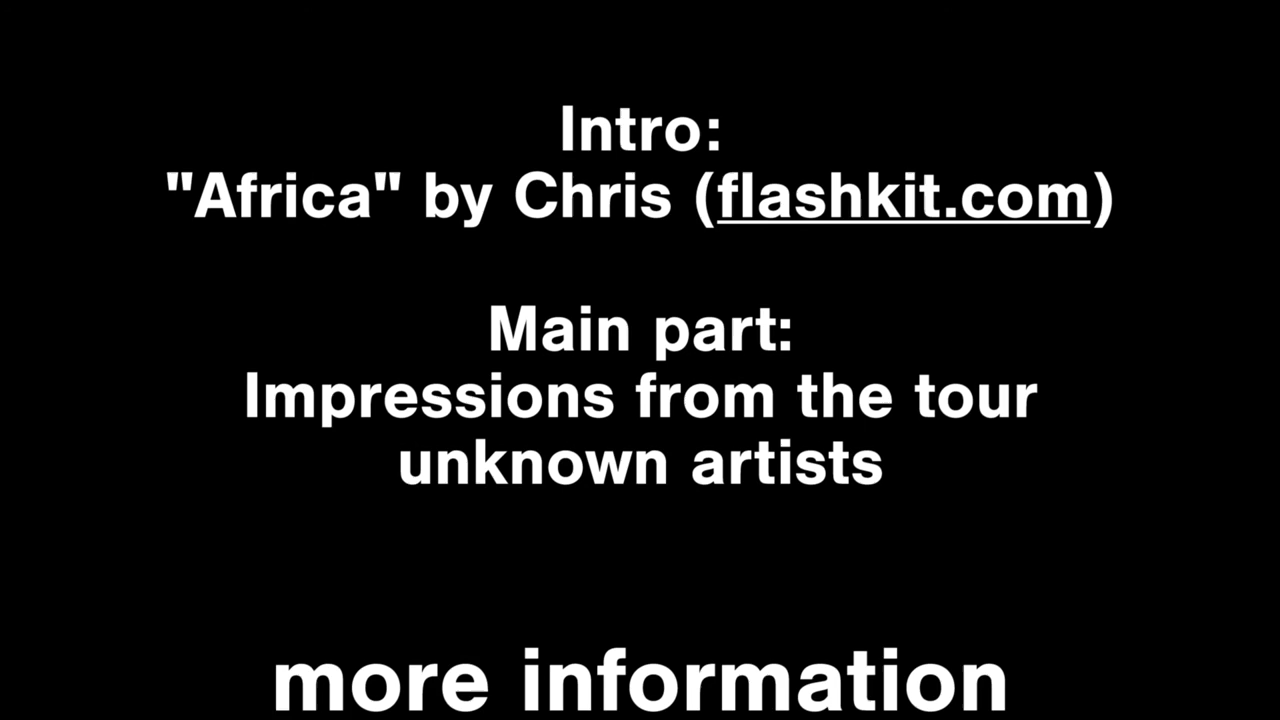 Intro:
"Africa" by Chris (flashkit.com)
Main part:
Impressions from the tour
unknown artists
more information